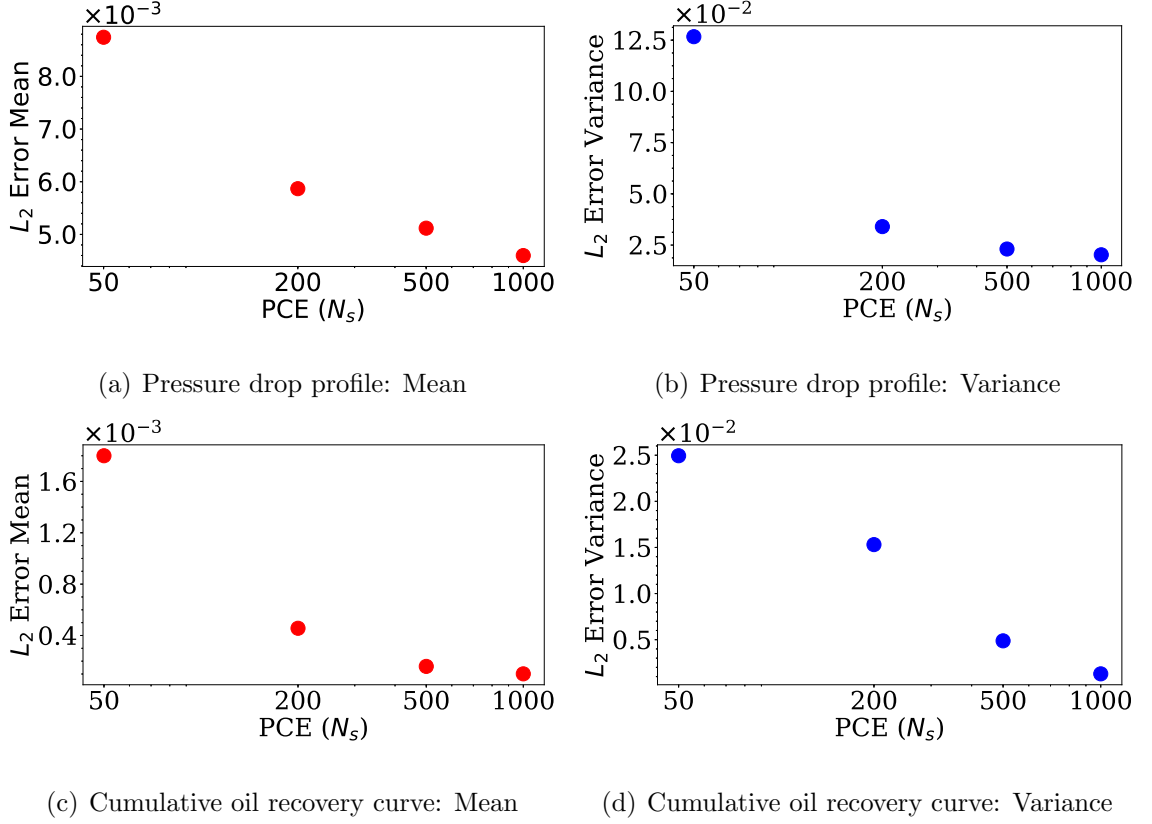 ×10⁻³
8.0
7.0
6.0
5.0
L₂ Error Mean
50 200 500 1000
PCE (Nₛ)
(a) Pressure drop profile: Mean
×10⁻²
12.5
10.0
7.5
5.0
2.5
L₂ Error Variance
50 200 500 1000
PCE (Nₛ)
(b) Pressure drop profile: Variance
×10⁻³
1.6
1.2
0.8
0.4
L₂ Error Mean
50 200 500 1000
PCE (Nₛ)
(c) Cumulative oil recovery curve: Mean
×10⁻²
2.5
2.0
1.5
1.0
0.5
L₂ Error Variance
50 200 500 1000
PCE (Nₛ)
(d) Cumulative oil recovery curve: Variance